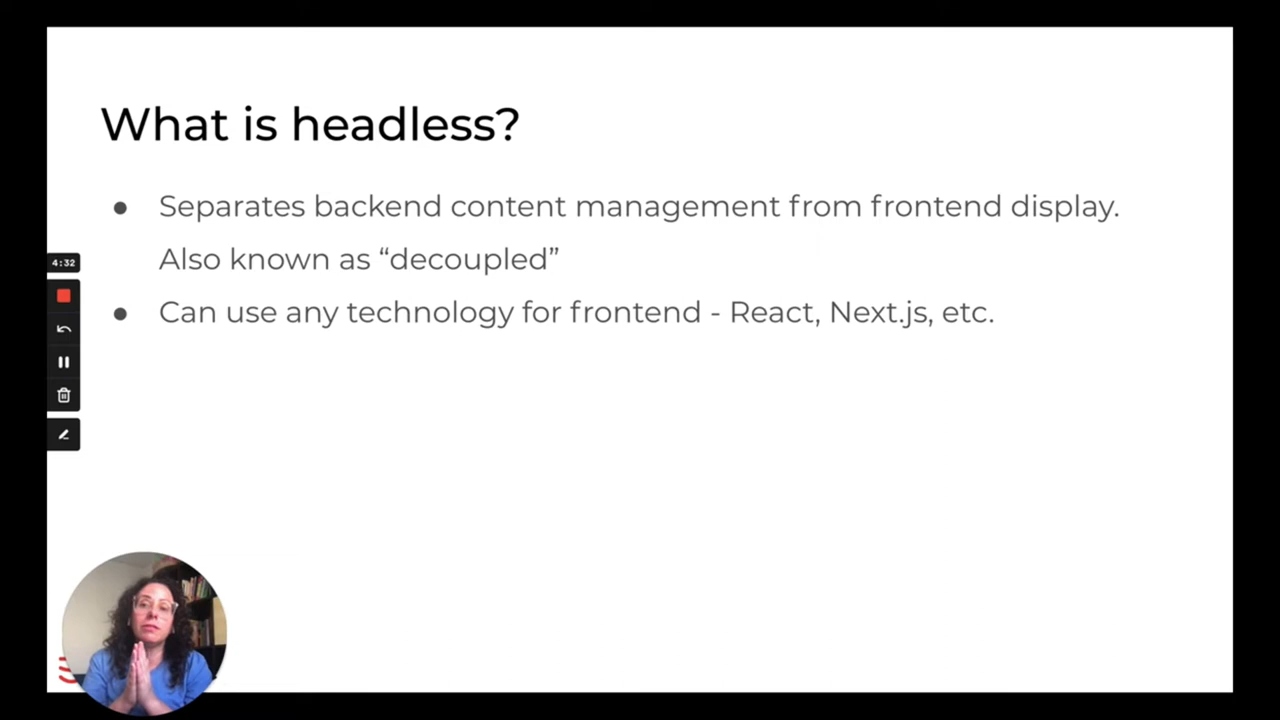 What is headless?
● Separates backend content management from frontend display.
Also known as “decoupled”
● Can use any technology for frontend - React, Next.js, etc.
4:32